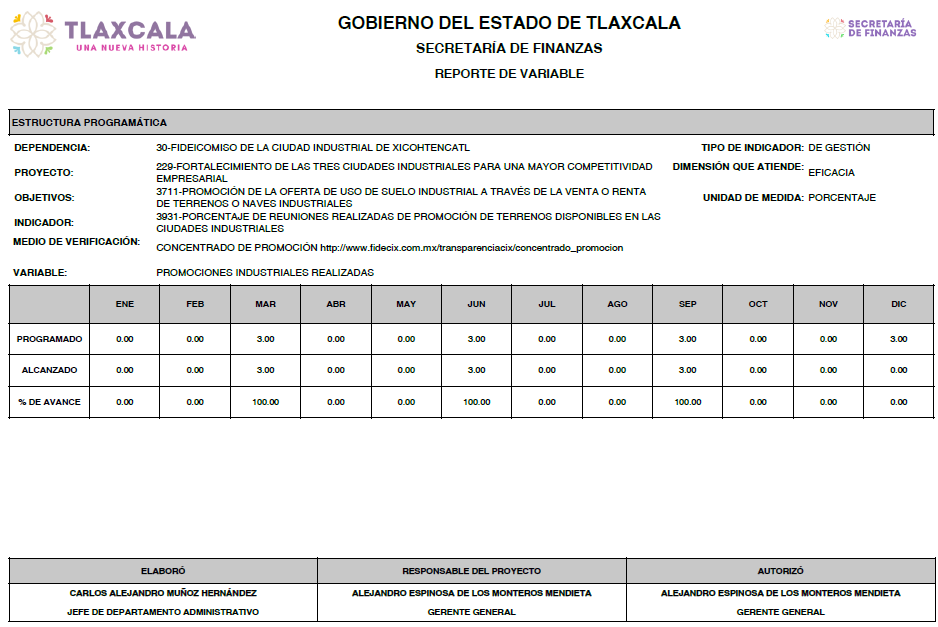 TLAXCALA
UNA NUEVA HISTORIA
GOBIERNO DEL ESTADO DE TLAXCALA
SECRETARÍA DE FINANZAS
REPORTE DE VARIABLE
SECRETARÍA
DE FINANZAS
ESTRUCTURA PROGRAMÁTICA
DEPENDENCIA: 30-FIDEICOMISO DE LA CIUDAD INDUSTRIAL DE XICOHTENCATL TIPO DE INDICADOR: DE GESTIÓN
PROYECTO: 229-FORTALECIMIENTO DE LAS TRES CIUDADES INDUSTRIALES PARA UNA MAYOR COMPETITIVIDAD
EMPRESARIAL
DIMENSIÓN QUE ATIENDE: EFICACIA
OBJETIVOS: 3711-PROMOCIÓN DE LA OFERTA DE USO DE SUELO INDUSTRIAL A TRAVÉS DE LA VENTA O RENTA
DE TERRENOS O NAVES INDUSTRIALES
UNIDAD DE MEDIDA: PORCENTAJE
INDICADOR: 3931-PORCENTAJE DE REUNIONES REALIZADAS DE PROMOCIÓN DE TERRENOS DISPONIBLES EN LAS
CIUDADES INDUSTRIALES
MEDIO DE VERIFICACIÓN: CONCENTRADO DE PROMOCIÓN http://www.fidecix.com.mx/transparenciacix/concentrado_promocion
VARIABLE: PROMOCIONES INDUSTRIALES REALIZADAS
ENE FEB MAR ABR MAY JUN JUL AGO SEP OCT NOV DIC
PROGRAMADO 0.00 0.00 3.00 0.00 0.00 3.00 0.00 0.00 3.00 0.00 0.00 3.00
ALCANZADO 0.00 0.00 3.00 0.00 0.00 3.00 0.00 0.00 3.00 0.00 0.00 0.00
% DE AVANCE 0.00 0.00 100.00 0.00 0.00 100.00 0.00 0.00 100.00 0.00 0.00 0.00
ELABORÓ RESPONSABLE DEL PROYECTO AUTORIZÓ
CARLOS ALEJANDRO MUÑOZ HERNÁNDEZ ALEJANDRO ESPINOSA DE LOS MONTEROS MENDIETA ALEJANDRO ESPINOSA DE LOS MONTEROS MENDIETA
JEFE DE DEPARTAMENTO ADMINISTRATIVO GERENTE GENERAL GERENTE GENERAL